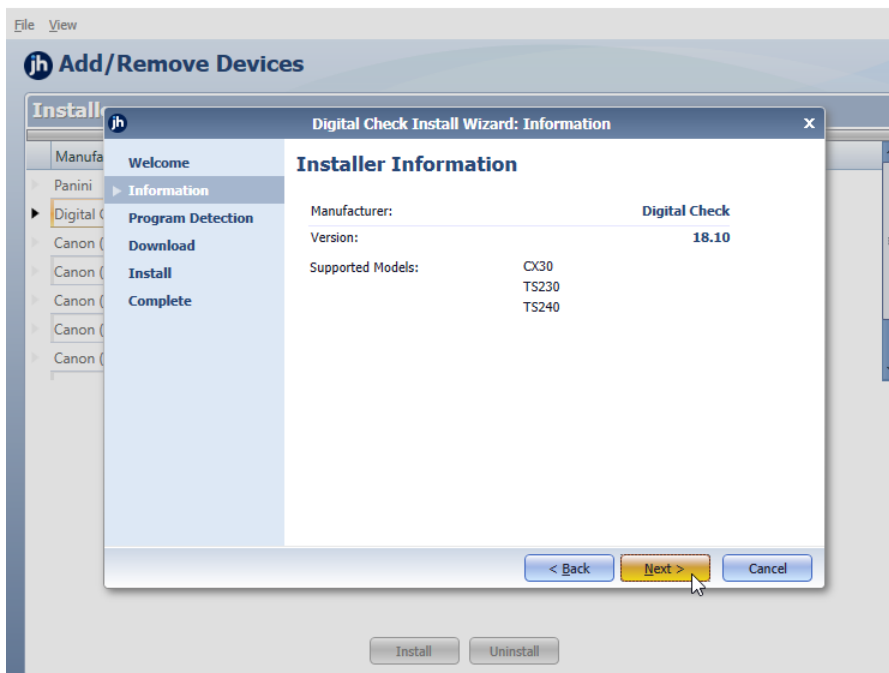 File View
jh Add/Remove Devices
Installe
jh Digital Check Install Wizard: Information x
Manufa
Panini
Digital C
Canon (
Canon (
Canon (
Canon (
Canon (
Welcome
Information
Program Detection
Download
Install
Complete
Installer Information
Manufacturer: Digital Check
Version: 18.10
Supported Models: CX30
TS230
TS240
< Back Next > Cancel
Install Uninstall